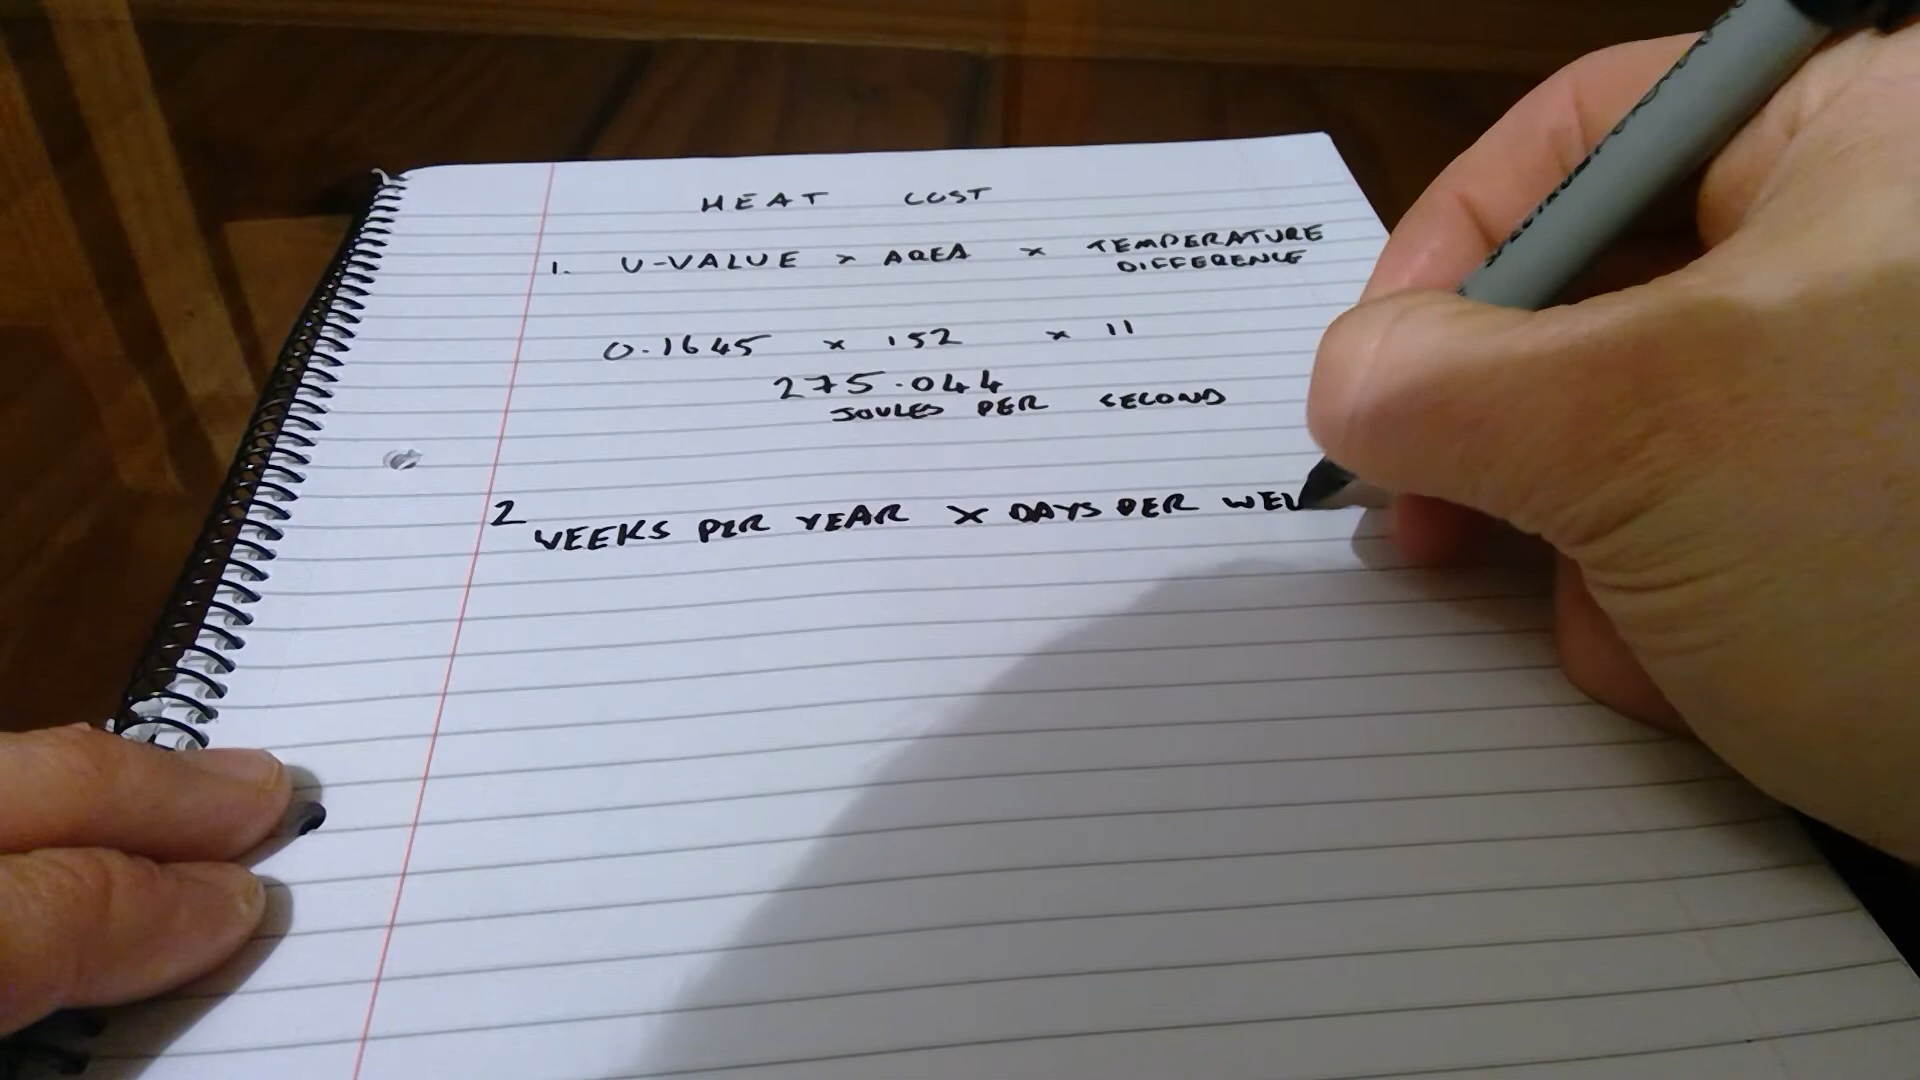 HEAT COST
1. U-VALUE × AREA × TEMPERATURE
DIFFERENCE
0.1645 × 152 × 11
275.044
JOULES PER SECOND
2
WEEKS PER YEAR × DAYS PER